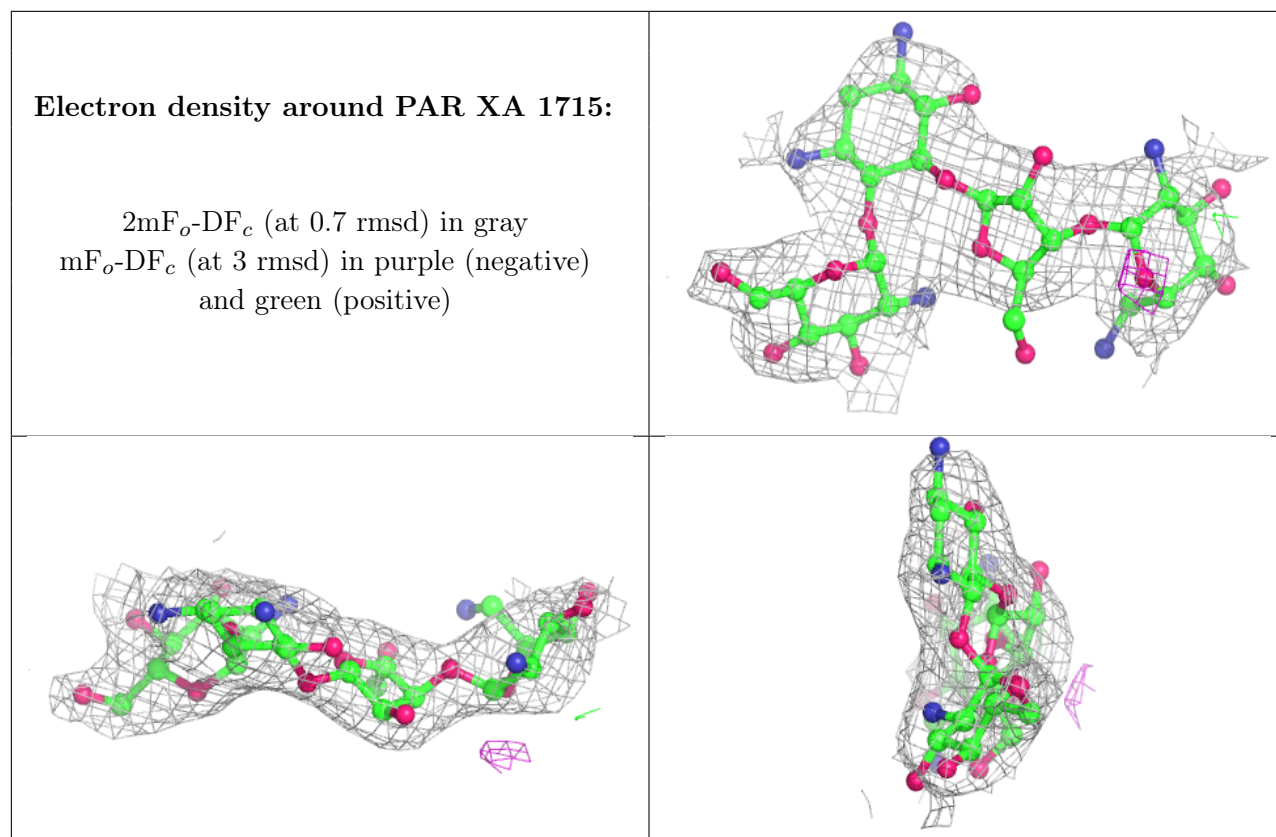 Electron density around PAR XA 1715:
2mFₒ-DF𝒸 (at 0.7 rmsd) in gray
mFₒ-DF𝒸 (at 3 rmsd) in purple (negative)
and green (positive)